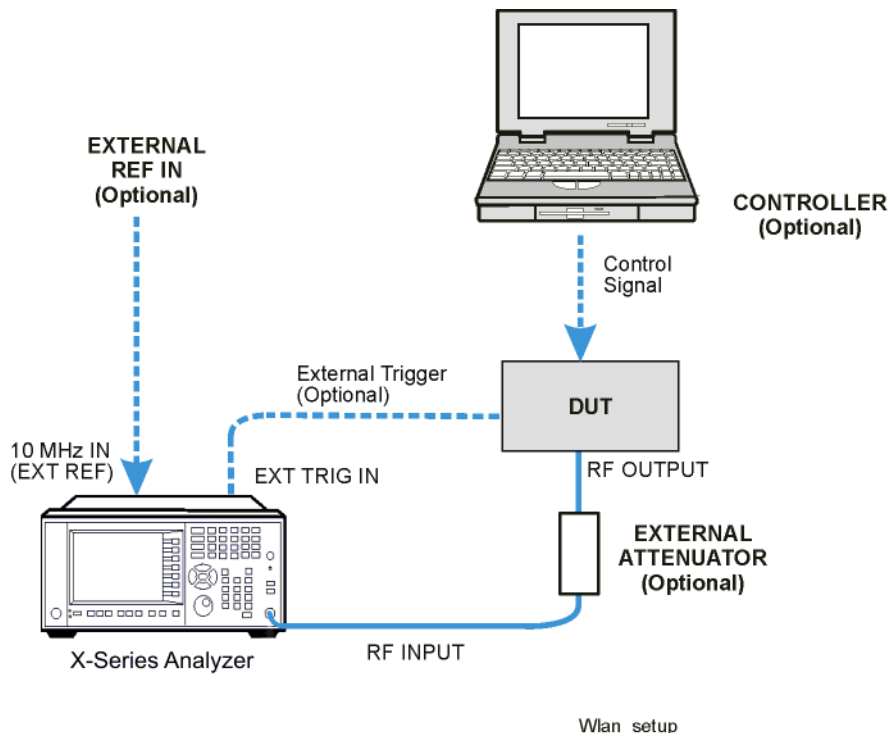 EXTERNAL
REF IN
(Optional)
CONTROLLER
(Optional)
Control
Signal
External Trigger
(Optional)
DUT
10 MHz IN
(EXT REF)
EXT TRIG IN
RF OUTPUT
EXTERNAL
ATTENUATOR
(Optional)
X-Series Analyzer
RF INPUT
Wlan setup